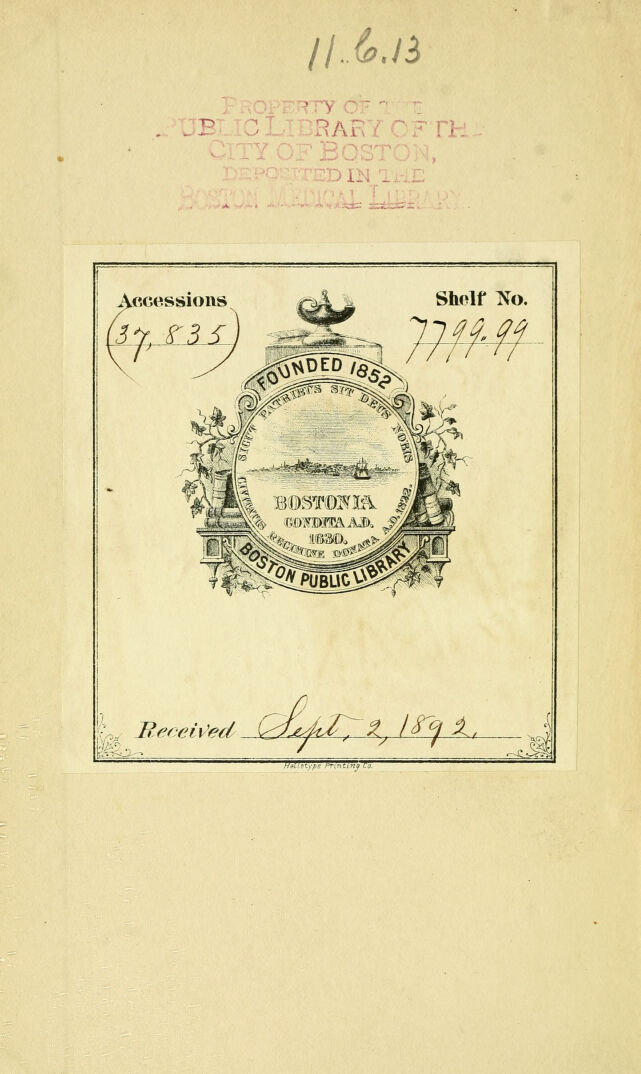 11.C.13
PROPERTY OF THE
PUBLIC LIBRARY OF THE
CITY OF BOSTON,
DEPOSITED IN THE
BOSTON MEDICAL LIBRARY.
Accessions
Shelf No.
(37,835)
7799.99
FOUNDED 1852
SICUT PATRIBUS SIT DEUS NOBIS
BOSTONIA
CONDITA A.D.
1630.
CIVITATIS REGIMINE DONATA A.D. 1822.
BOSTON PUBLIC LIBRARY
Received Sept. 2, 1892.
Heliotype Printing Co.